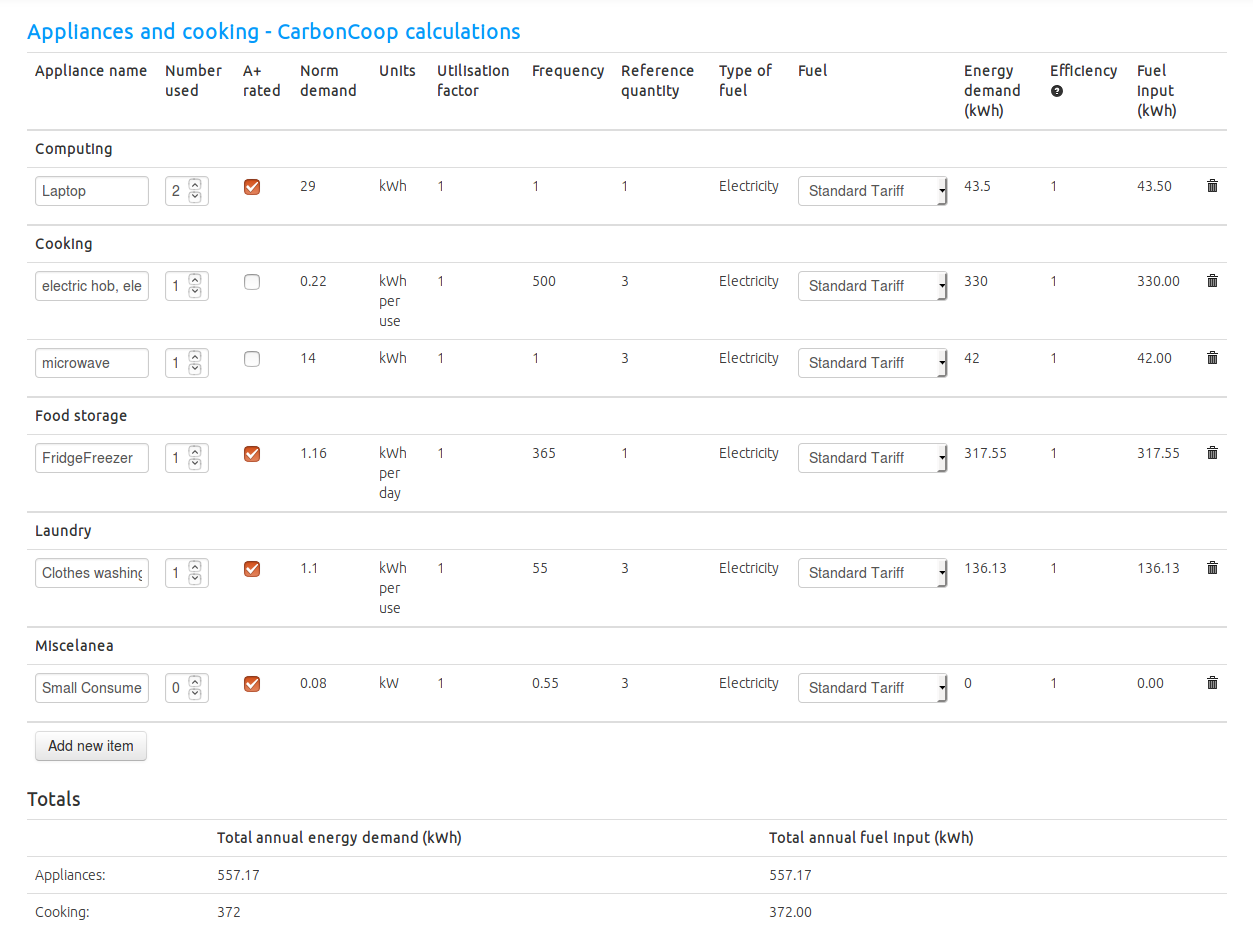 Appliances and cooking - CarbonCoop calculations
Appliance name Number used A+ rated Norm demand Units Utilisation factor Frequency Reference quantity Type of fuel Fuel Energy demand (kWh) Efficiency ? Fuel Input (kWh)
Computing
Laptop 2 29 kWh 1 1 1 Electricity Standard Tariff 43.5 1 43.50
Cooking
electric hob, ele 1 0.22 kWh per use 1 500 3 Electricity Standard Tariff 330 1 330.00
microwave 1 14 kWh 1 1 3 Electricity Standard Tariff 42 1 42.00
Food storage
FridgeFreezer 1 1.16 kWh per day 1 365 1 Electricity Standard Tariff 317.55 1 317.55
Laundry
Clothes washing 1 1.1 kWh per use 1 55 3 Electricity Standard Tariff 136.13 1 136.13
Miscelanea
Small Consume 0 0.08 kW 1 0.55 3 Electricity Standard Tariff 0 1 0.00
Add new item
Totals
Total annual energy demand (kWh) Total annual fuel Input (kWh)
Appliances: 557.17 557.17
Cooking: 372 372.00